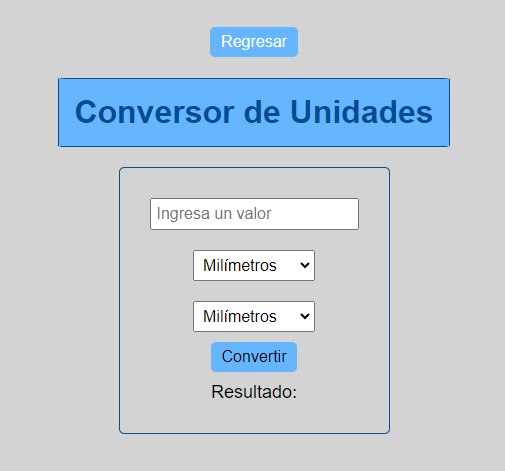 Regresar
Conversor de Unidades
Ingresa un valor
Milímetros
Milímetros
Convertir
Resultado: